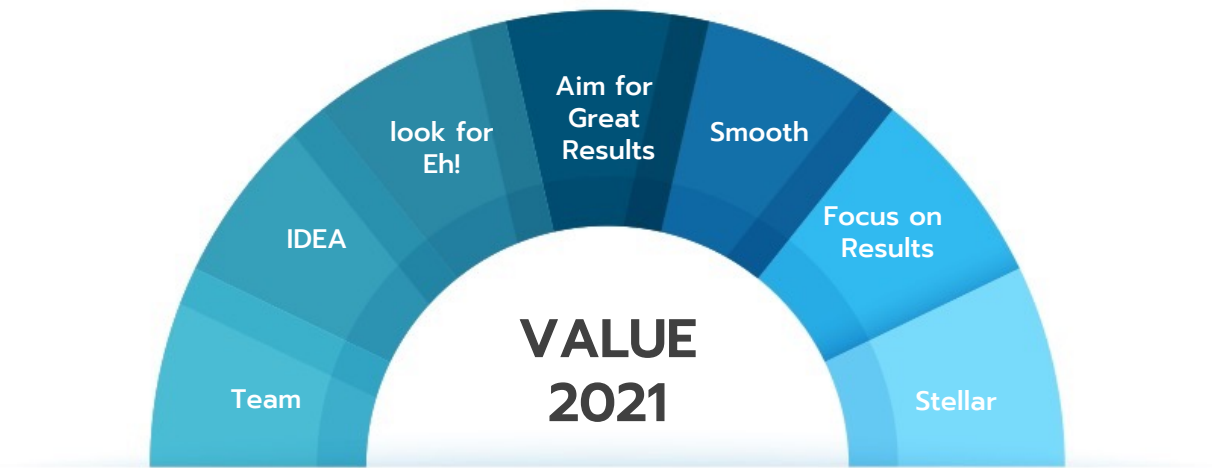 Team
IDEA
look for
Eh!
Aim for
Great
Results
Smooth
Focus on
Results
Stellar
VALUE
2021